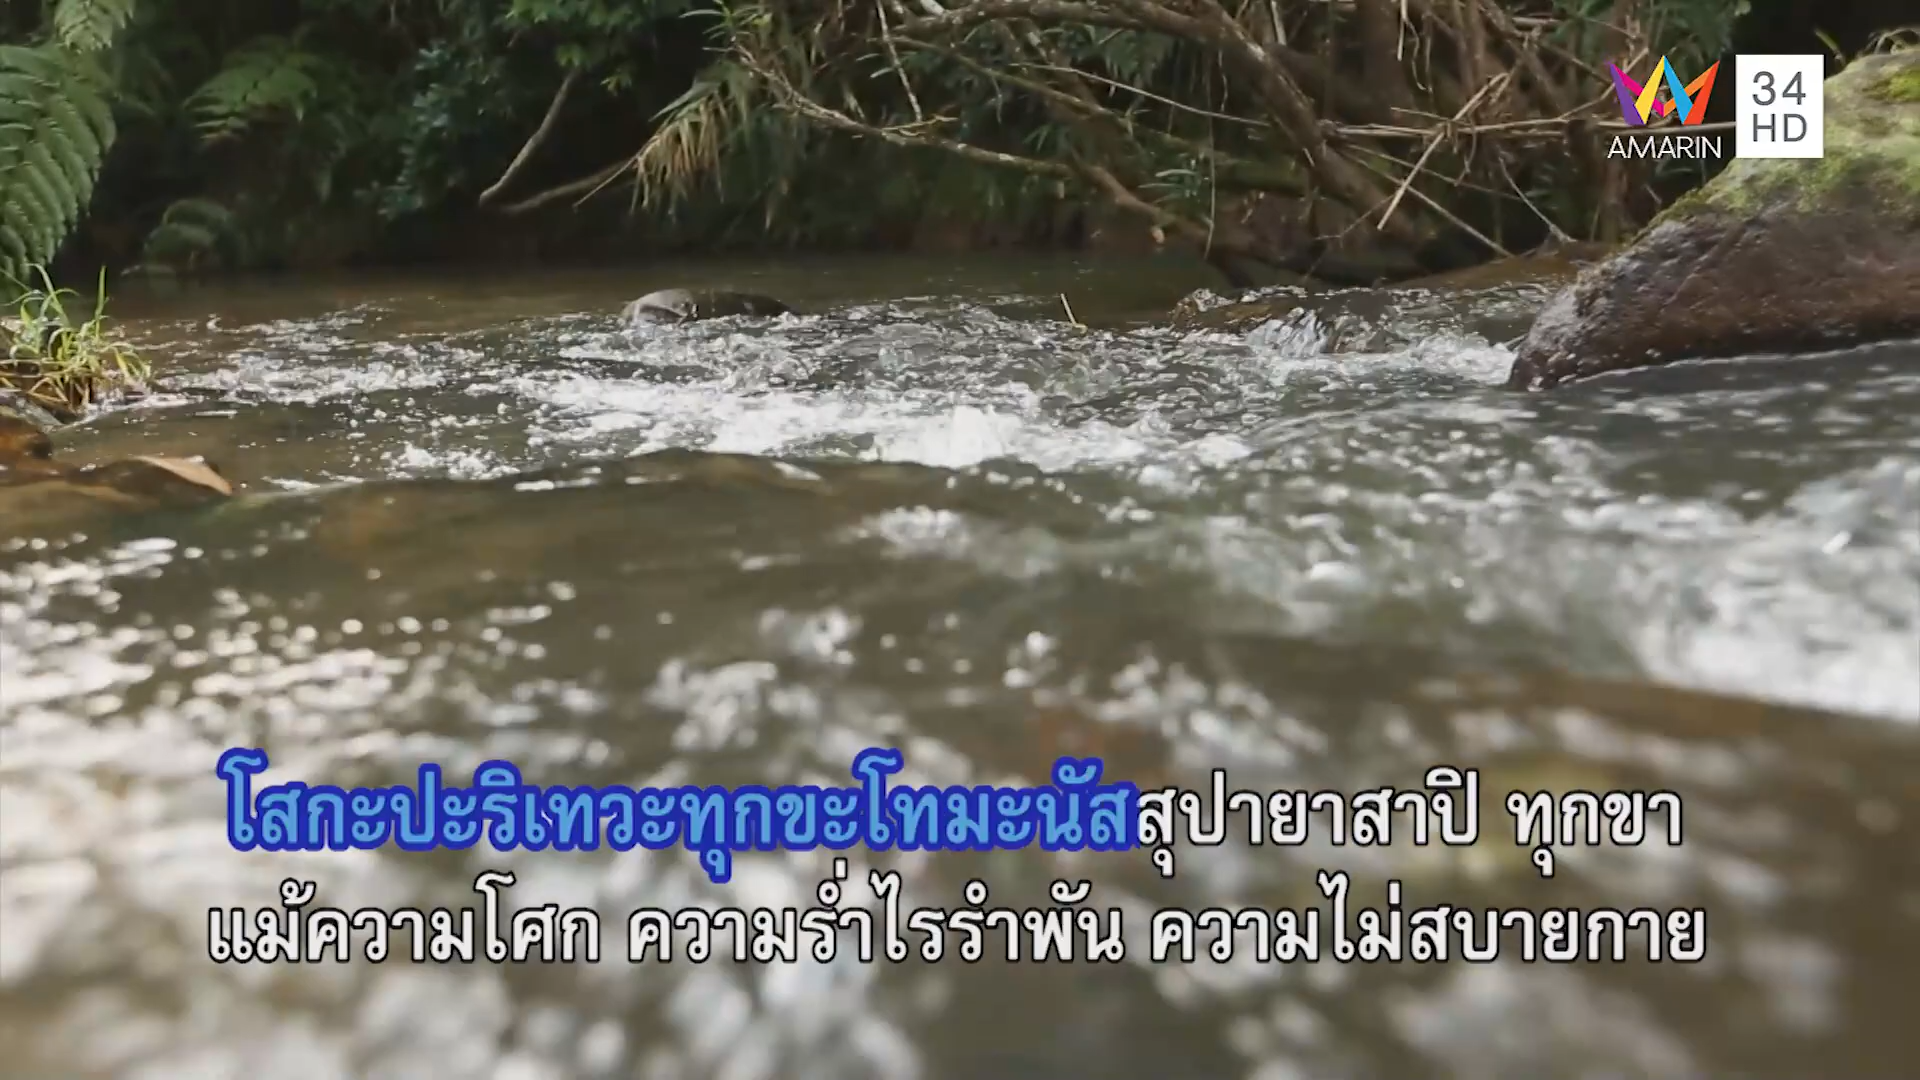 AMARIN
34
HD
โสกะปะริเทวะทุกขะโทมะนัสสุปายาสาปิ ทุกขา
แม้ความโศก ความร่ำไรรำพัน ความไม่สบายกาย